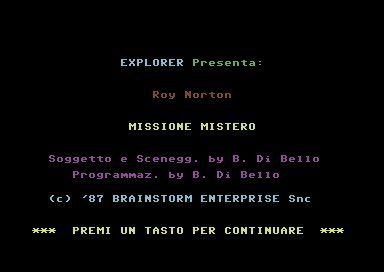 EXPLORER Presenta:
Roy Norton
MISSIONE MISTERO
Soggetto e Scenegg. by B. Di Bello
Programmaz. by B. Di Bello
(c) '87 BRAINSTORM ENTERPRISE Snc
*** PREMI UN TASTO PER CONTINUARE ***